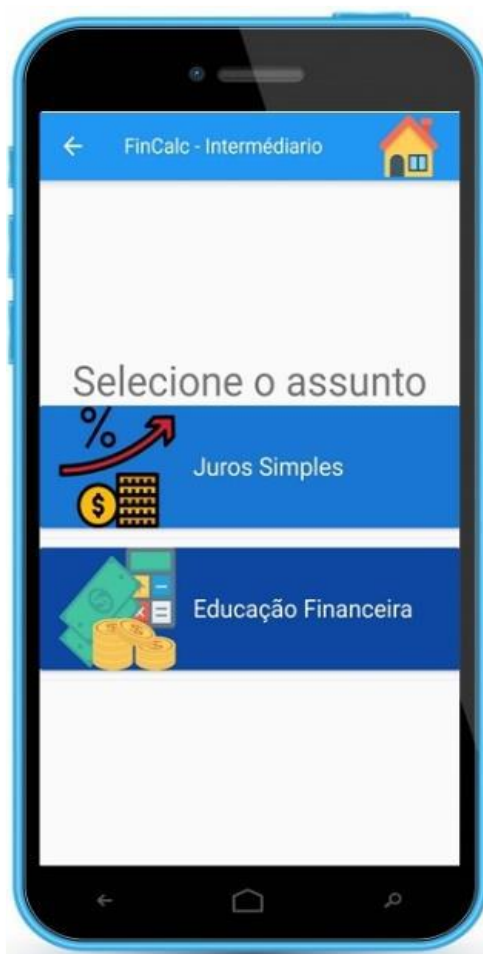 FinCalc - Intermédiario
Selecione o assunto
%
$
Juros Simples
Educação Financeira